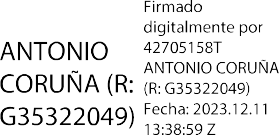 ANTONIO
CORUÑA (R:
G35322049)
Firmado
digitalmente por
42705158T
ANTONIO CORUÑA
(R: G35322049)
Fecha: 2023.12.11
13:38:59 Z